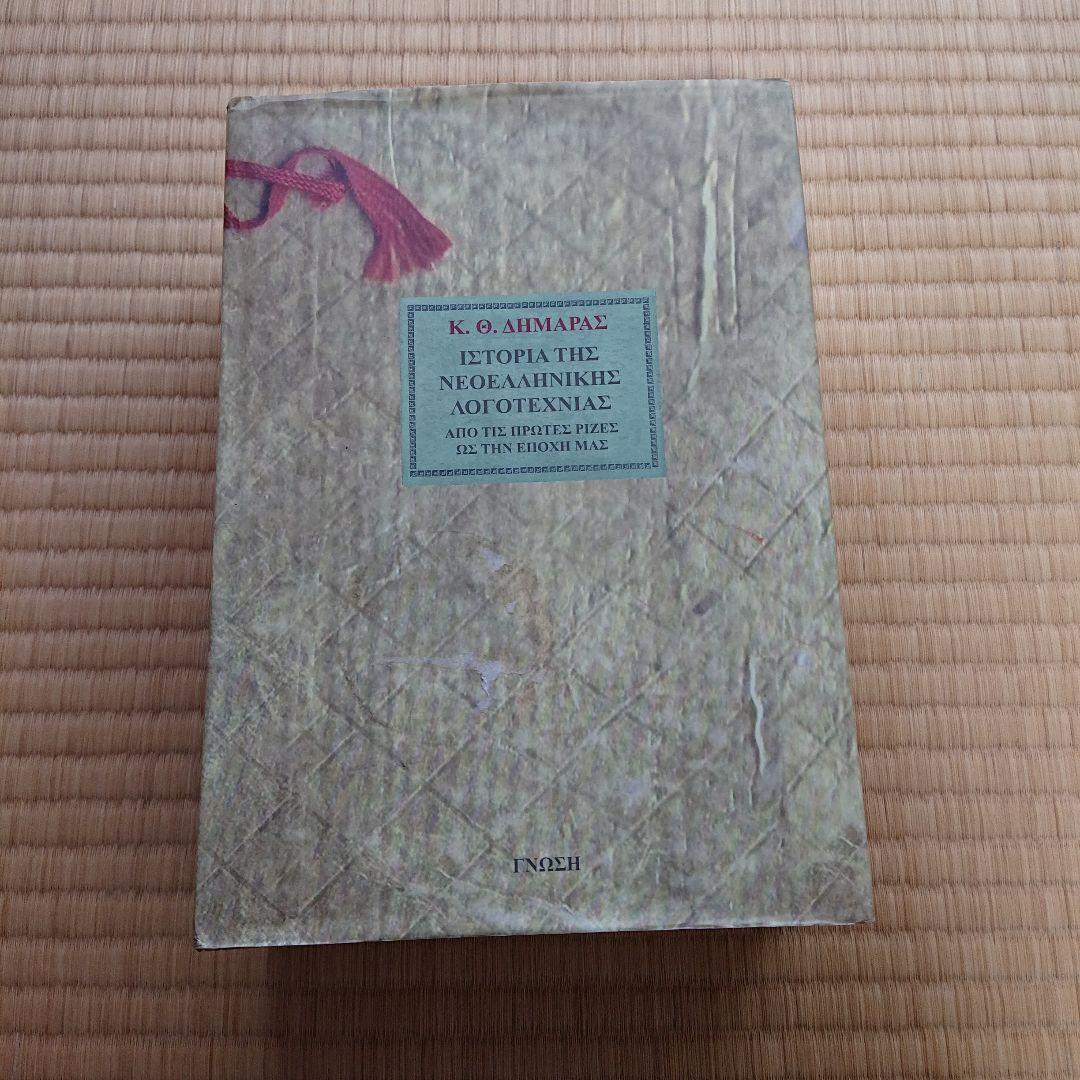 Κ. Θ. ΔΗΜΑΡΑΣ
ΙΣΤΟΡΙΑ ΤΗΣ
ΝΕΟΕΛΛΗΝΙΚΗΣ
ΛΟΓΟΤΕΧΝΙΑΣ
ΑΠΟ ΤΙΣ ΠΡΩΤΕΣ ΡΙΖΕΣ
ΩΣ ΤΗΝ ΕΠΟΧΗ ΜΑΣ
ΓΝΩΣΗ